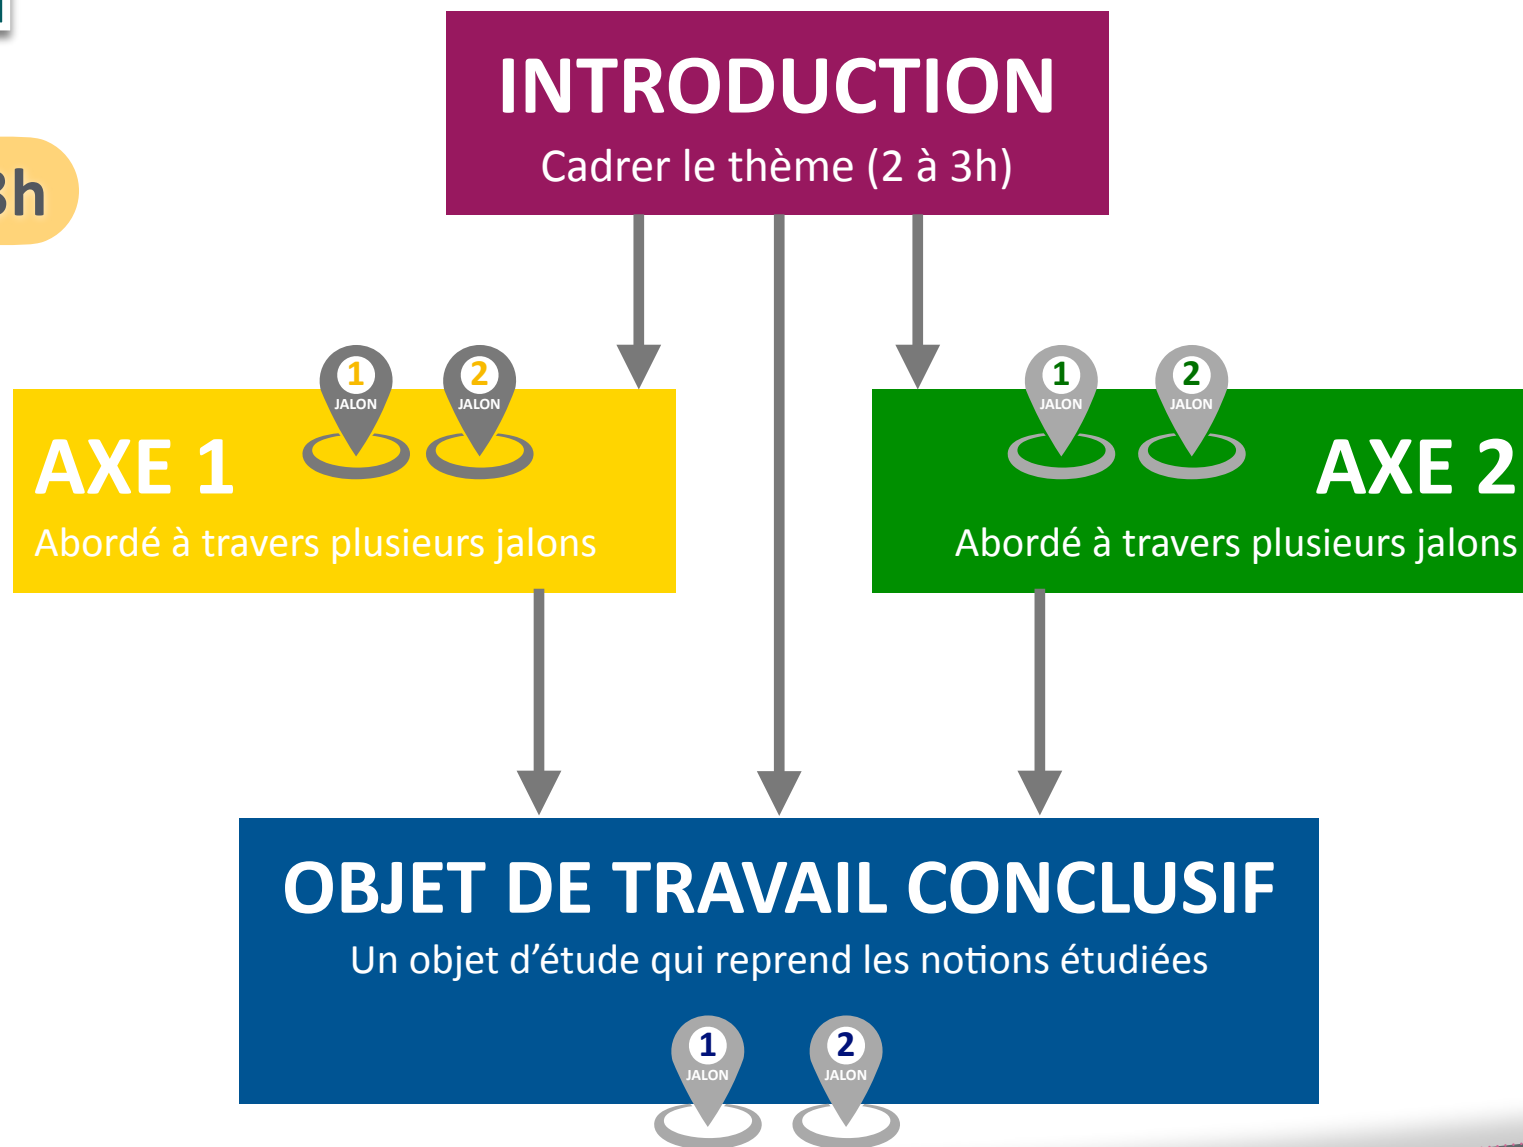 INTRODUCTION
Cadrer le thème (2 à 3h)
1
JALON
2
JALON
AXE 1
Abordé à travers plusieurs jalons
1
JALON
2
JALON
AXE 2
Abordé à travers plusieurs jalons
OBJET DE TRAVAIL CONCLUSIF
Un objet d’étude qui reprend les notions étudiées
1
JALON
2
JALON